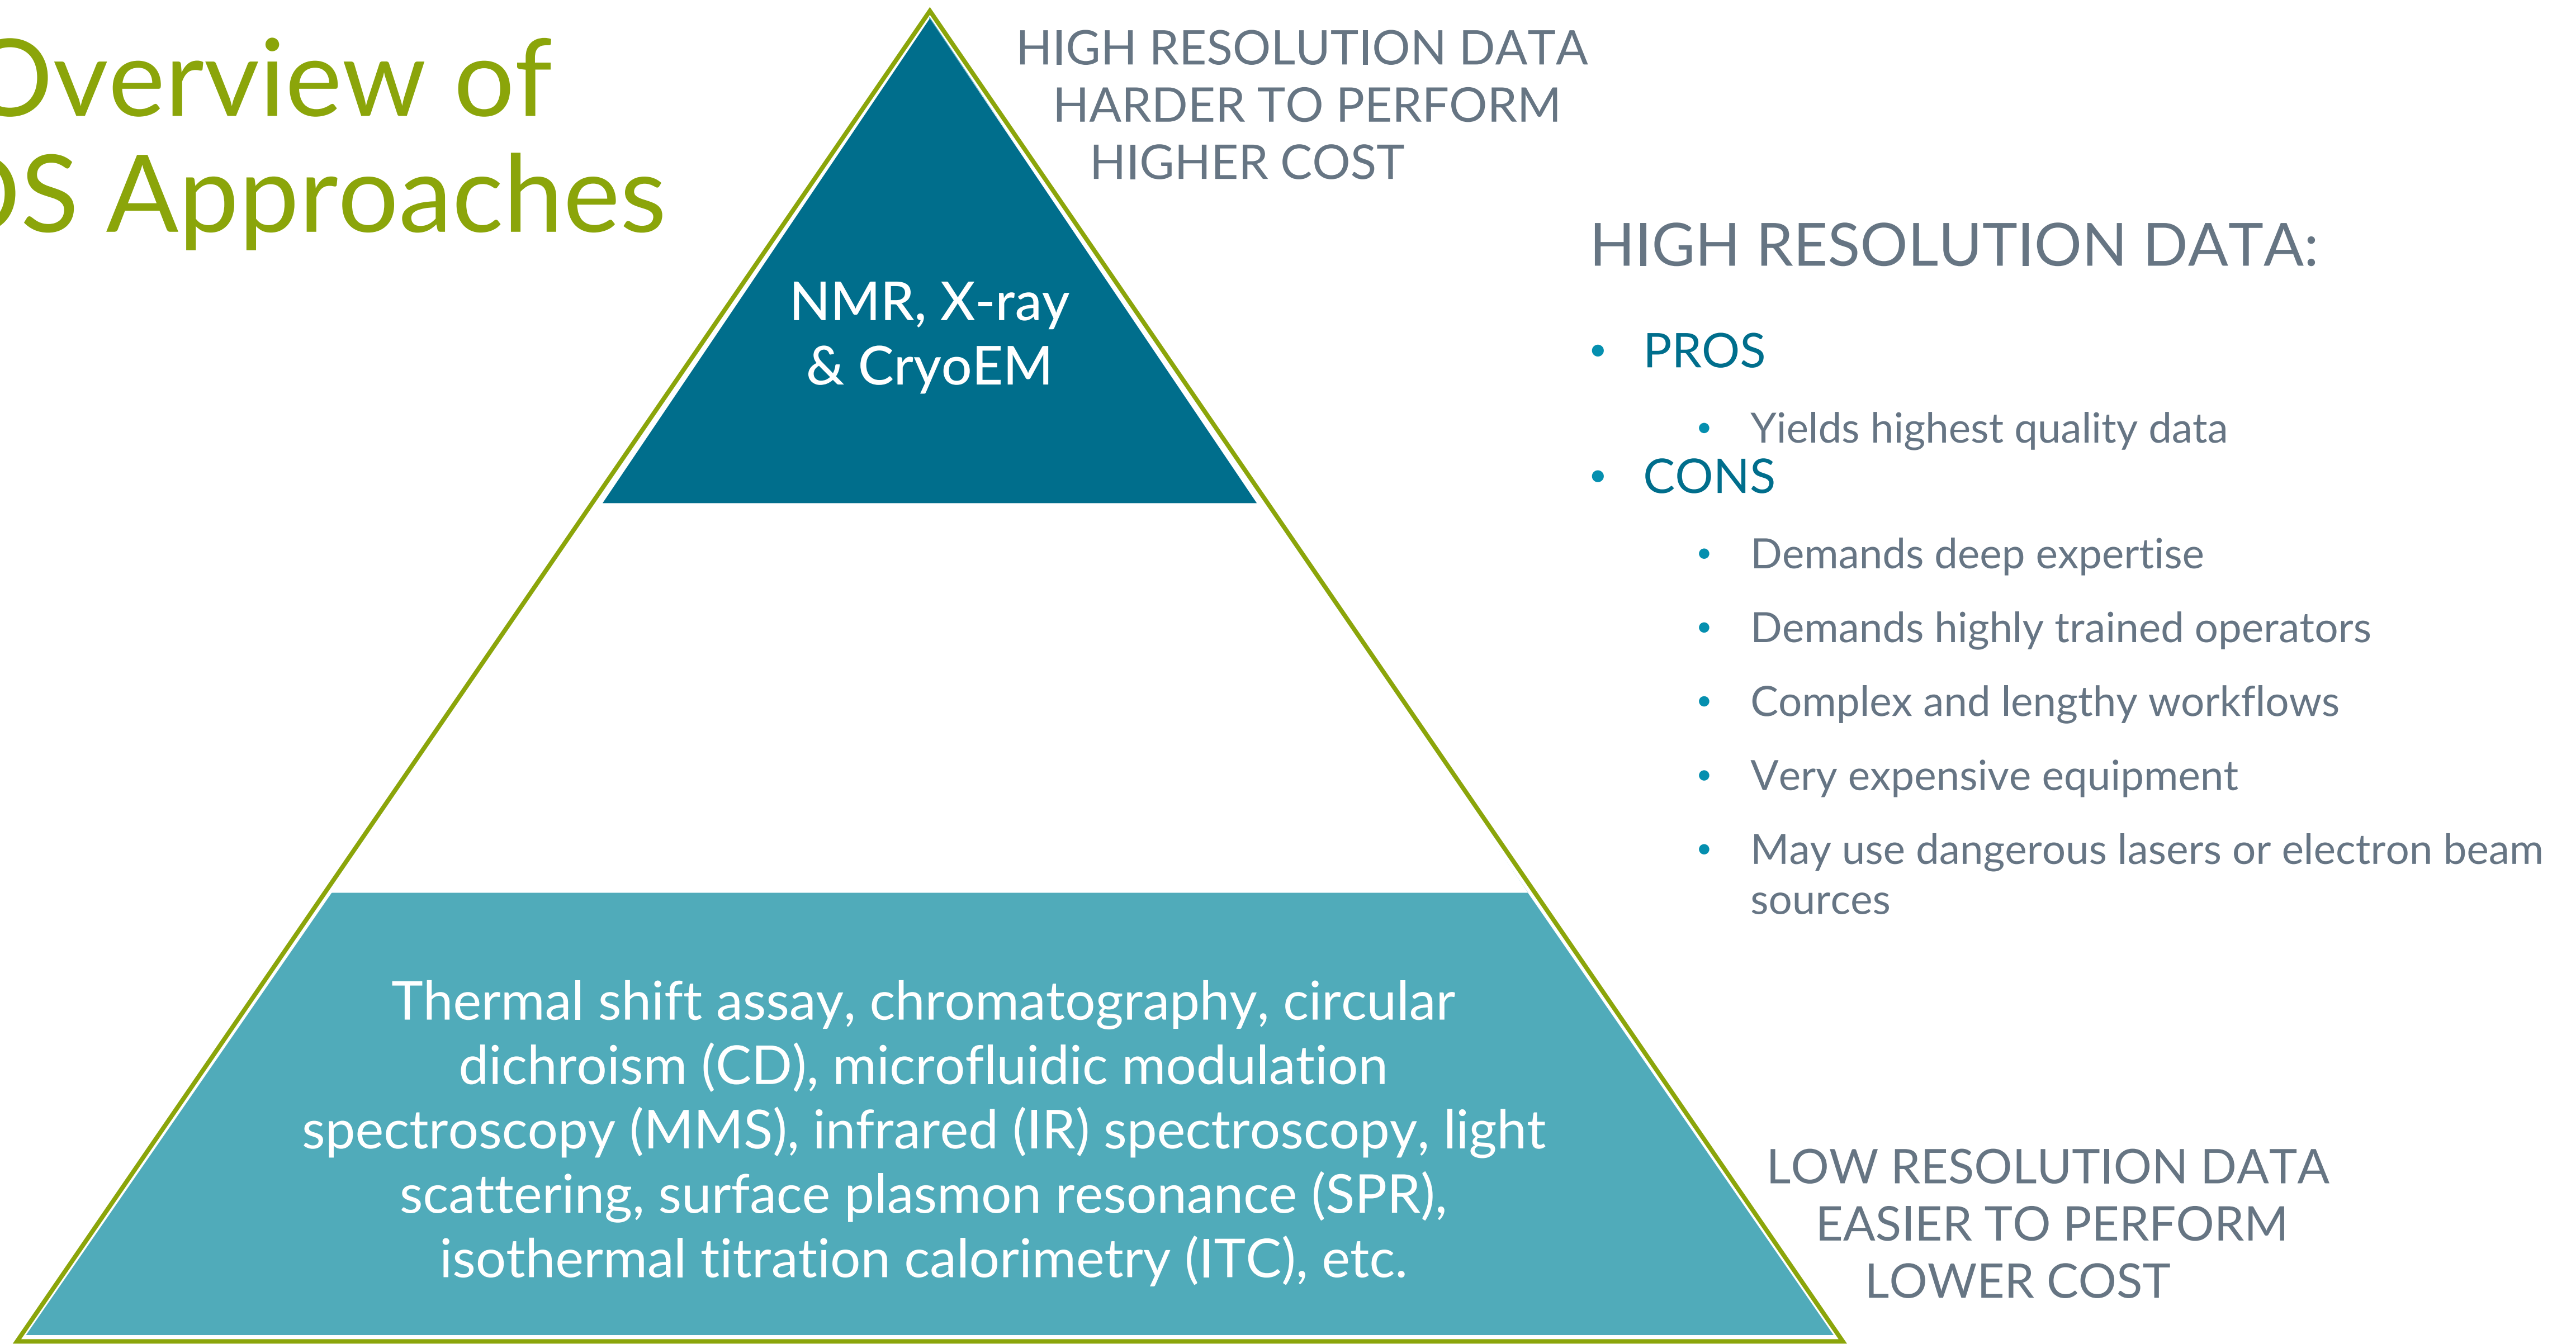 Overview of
OS Approaches
HIGH RESOLUTION DATA
HARDER TO PERFORM
HIGHER COST
NMR, X-ray
& CryoEM
HIGH RESOLUTION DATA:
• PROS
• Yields highest quality data
• CONS
• Demands deep expertise
• Demands highly trained operators
• Complex and lengthy workflows
• Very expensive equipment
• May use dangerous lasers or electron beam
sources
Thermal shift assay, chromatography, circular
dichroism (CD), microfluidic modulation
spectroscopy (MMS), infrared (IR) spectroscopy, light
scattering, surface plasmon resonance (SPR),
isothermal titration calorimetry (ITC), etc.
LOW RESOLUTION DATA
EASIER TO PERFORM
LOWER COST